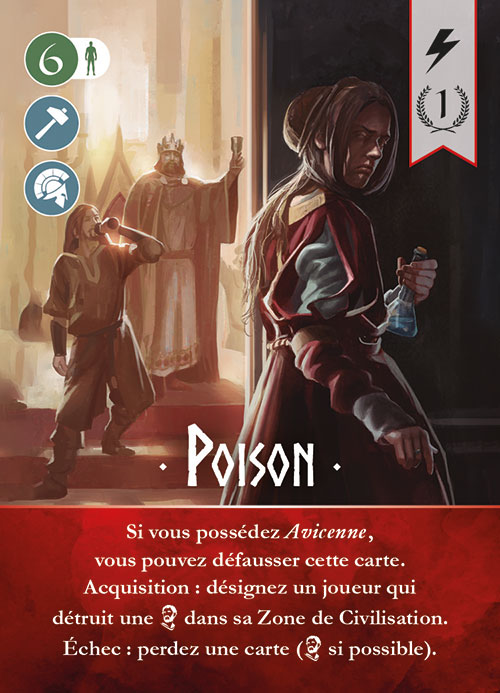 6
1
· Poison ·
Si vous possédez Avicenne,
vous pouvez défausser cette carte.
Acquisition : désignez un joueur qui
détruit une dans sa Zone de Civilisation.
Échec : perdez une carte ( si possible).